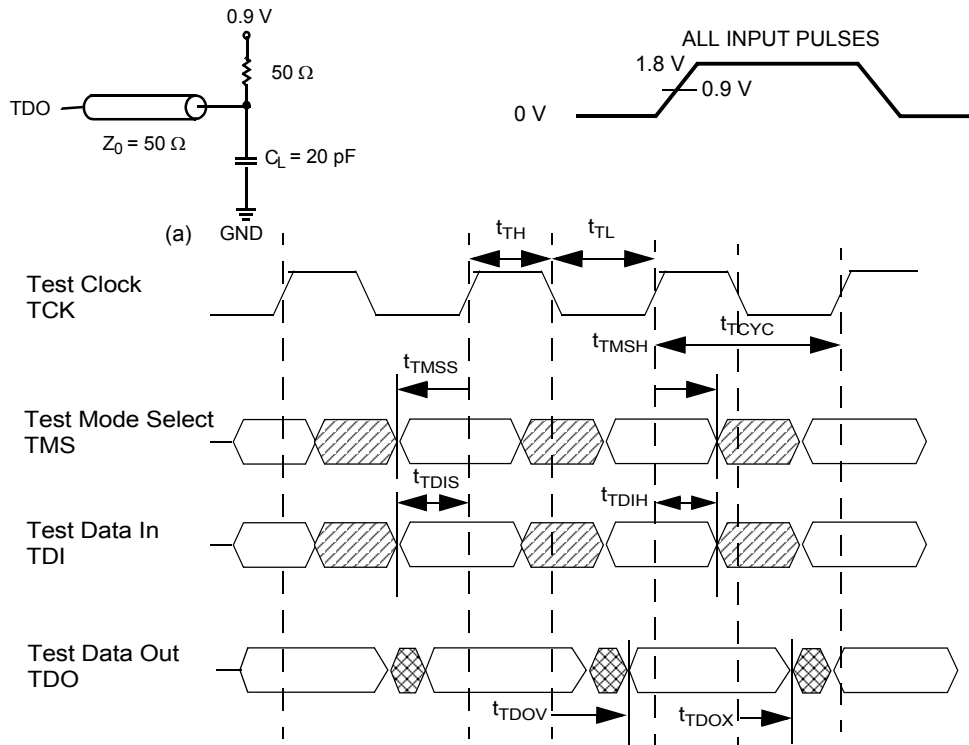 0.9 V
ALL INPUT PULSES
50 Ω
1.8 V
0.9 V
TDO
0 V
Z0 = 50 Ω
CL = 20 pF
(a)
GND
tTH
tTL
Test Clock
TCK
tTMSH
tTCYC
tTMSS
Test Mode Select
TMS
tTDIS
tTDIH
Test Data In
TDI
Test Data Out
TDO
tTDOV
tTDOX